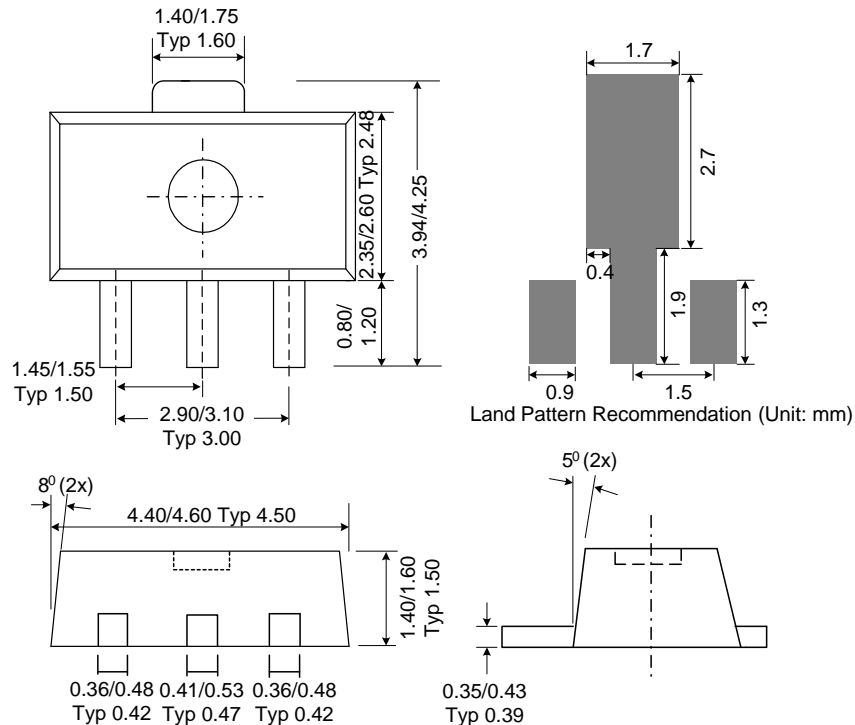 1.40/1.75
Typ 1.60
2.35/2.60 Typ 2.48
3.94/4.25
0.80/
1.20
1.45/1.55
Typ 1.50
2.90/3.10
Typ 3.00
1.7
2.7
0.4
1.9
1.3
0.9
1.5
Land Pattern Recommendation (Unit: mm)
8⁰ (2x)
4.40/4.60 Typ 4.50
1.40/1.60
Typ 1.50
0.36/0.48
Typ 0.42
0.41/0.53
Typ 0.47
0.36/0.48
Typ 0.42
5⁰ (2x)
0.35/0.43
Typ 0.39